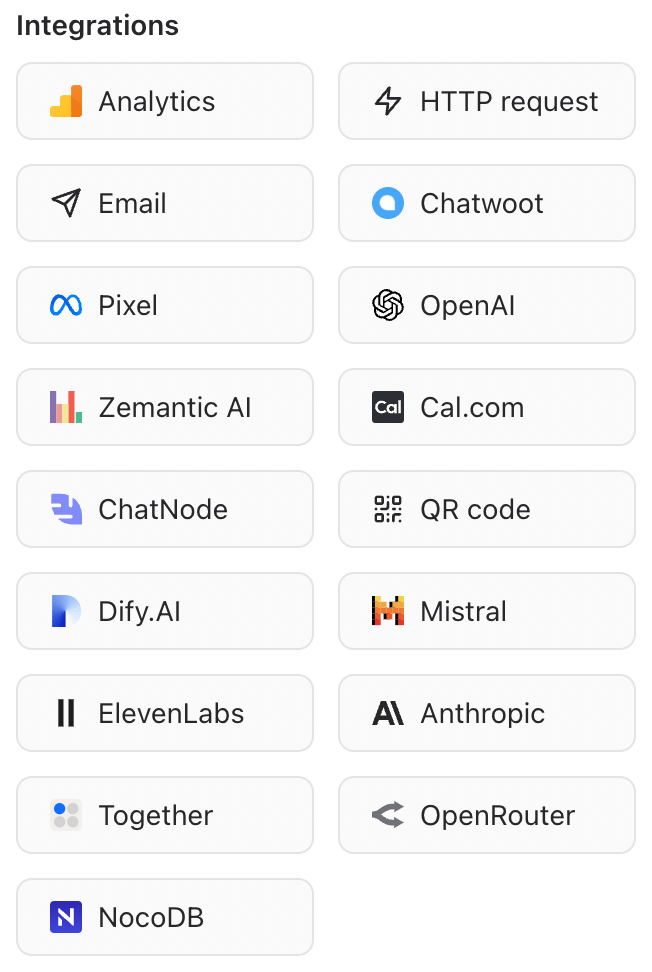 Integrations
Analytics
HTTP request
Email
Chatwoot
Pixel
OpenAI
Zemantic AI
Cal
Cal.com
ChatNode
QR code
Dify.AI
Mistral
ElevenLabs
Anthropic
Together
OpenRouter
NocoDB